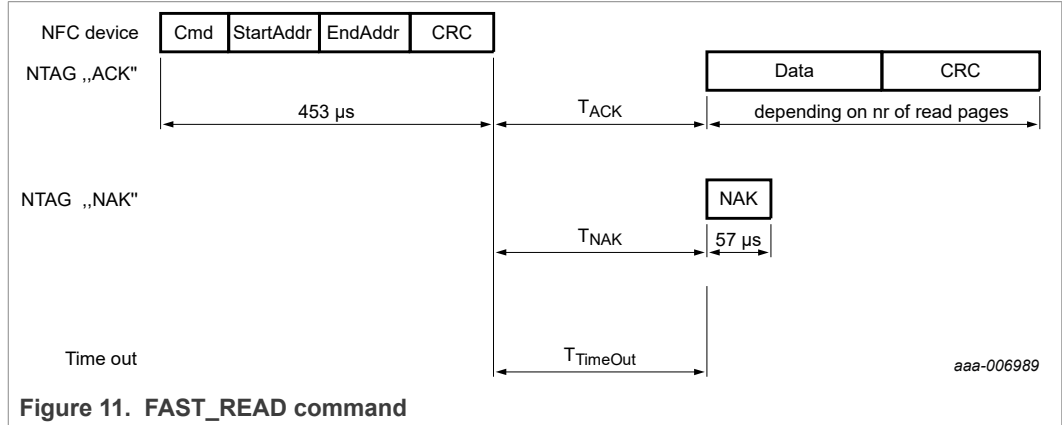 NFC device Cmd StartAddr EndAddr CRC
NTAG ,,ACK" Data CRC
453 µs TACK depending on nr of read pages
NTAG ,,NAK" NAK
TNAK 57 µs
Time out TTimeOut aaa-006989
Figure 11. FAST_READ command